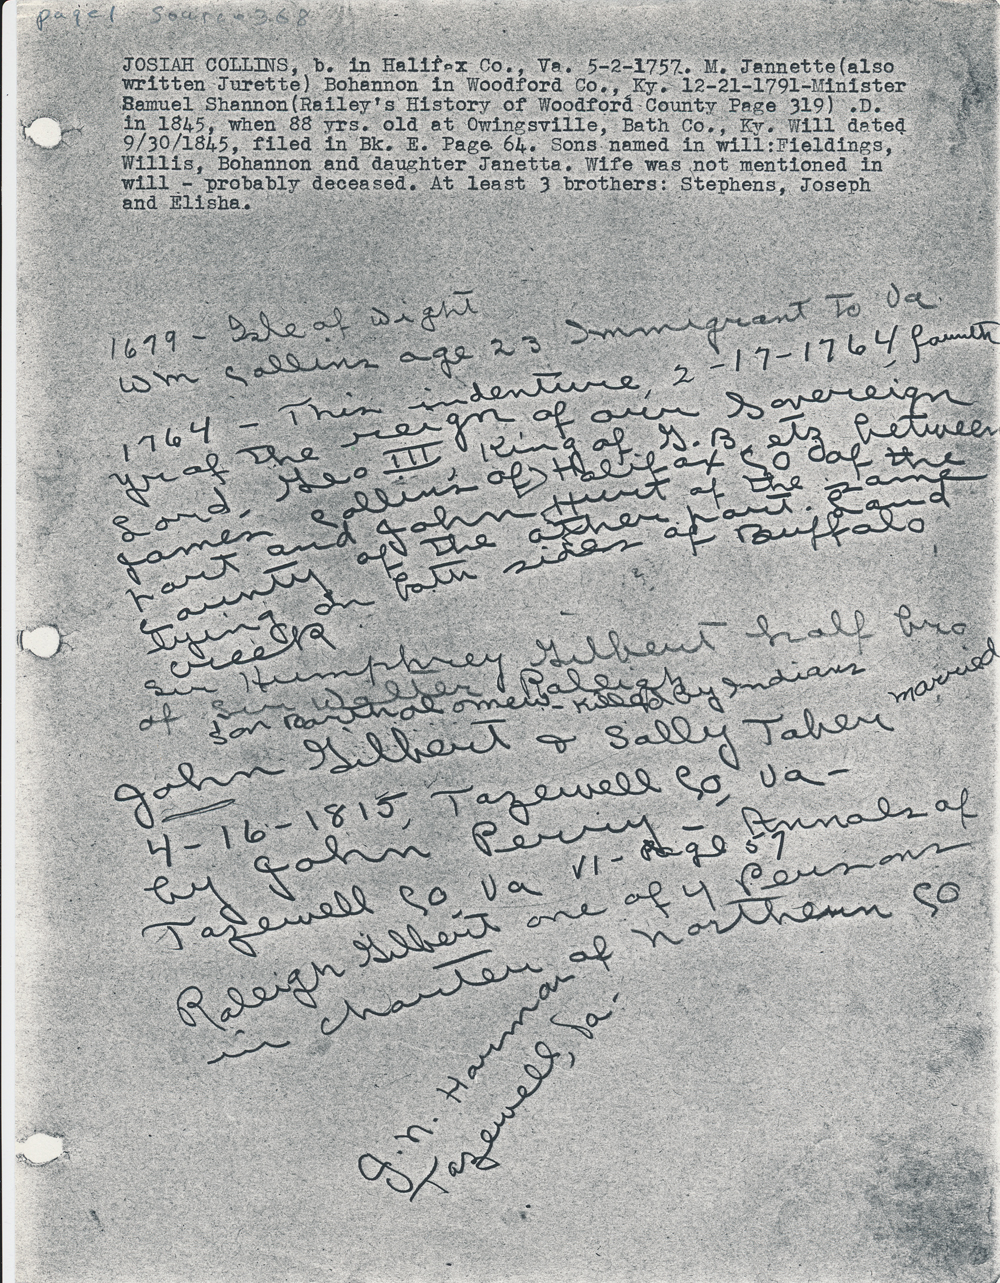 page 1 Source 368
JOSIAH COLLINS, b. in Halifax Co., Va. 5-2-1757. M. Jannette(also
written Jurette) Bohannon in Woodford Co., Ky. 12-21-1791-Minister
Samuel Shannon(Railey's History of Woodford County Page 319) .D.
in 1845, when 88 yrs. old at Owingsville, Bath Co., Ky. Will dated
9/30/1845, filed in Bk. E. Page 64. Sons named in will:Fieldings,
Willis, Bohannon and daughter Janetta. Wife was not mentioned in
will - probably deceased. At least 3 brothers: Stephens, Joseph
and Elisha.
1679 - Isle of Wight
Wm Collins age 23 Immigrant To Va.
1764 - This indenture, 2-17-1764, fourth
yr of the reign of our Sovereign
Lord, Geo III, King of G.B. etz between
James Collins of Halifax Co of the
part and John Hunt of the same
County of the other part. Land
lying on both sides of Buffalo
creek
Sir Humphrey Gilbert half bro
of Sir Walter Raleigh
son Bartholomew - killed by Indians
John Gilbert & Sally Taber married
4-16-1815, Tazewell Co, Va -
by John Perry - Annals of
Tazewell Co, Va VI - Page 57
Raleigh Gilbert one of 4 Persons
in charter of Northern Co
J.N. Harman
Tazewell, Va.